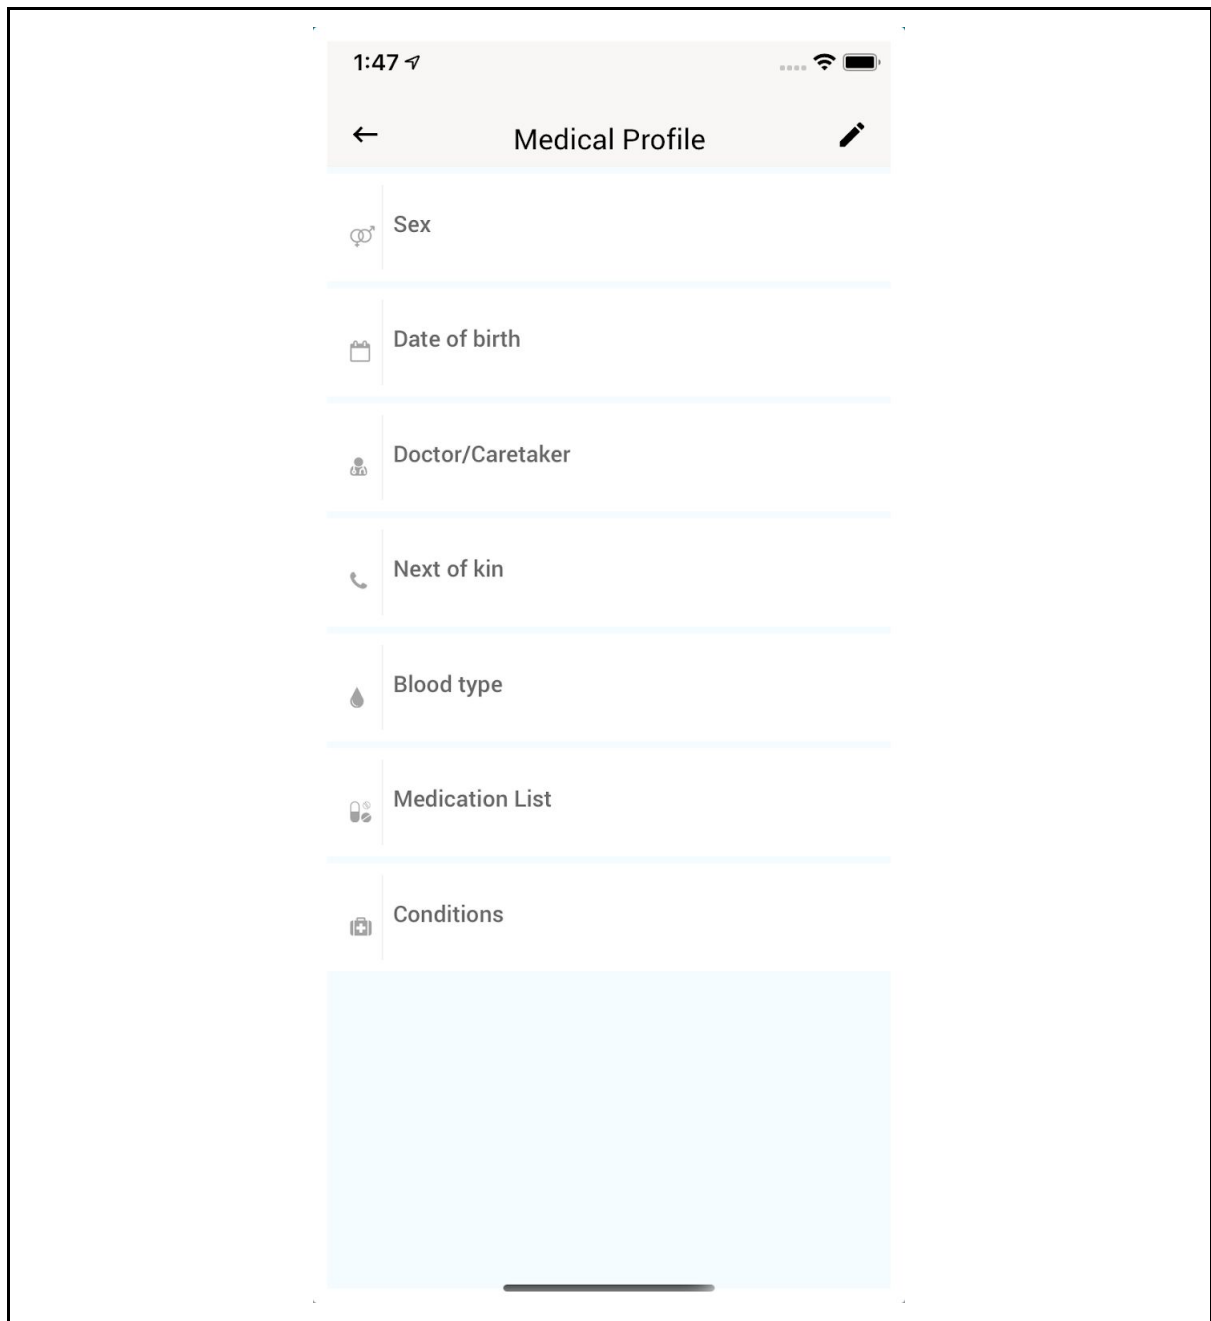 1:47
Medical Profile
Sex
Date of birth
Doctor/Caretaker
Next of kin
Blood type
Medication List
Conditions